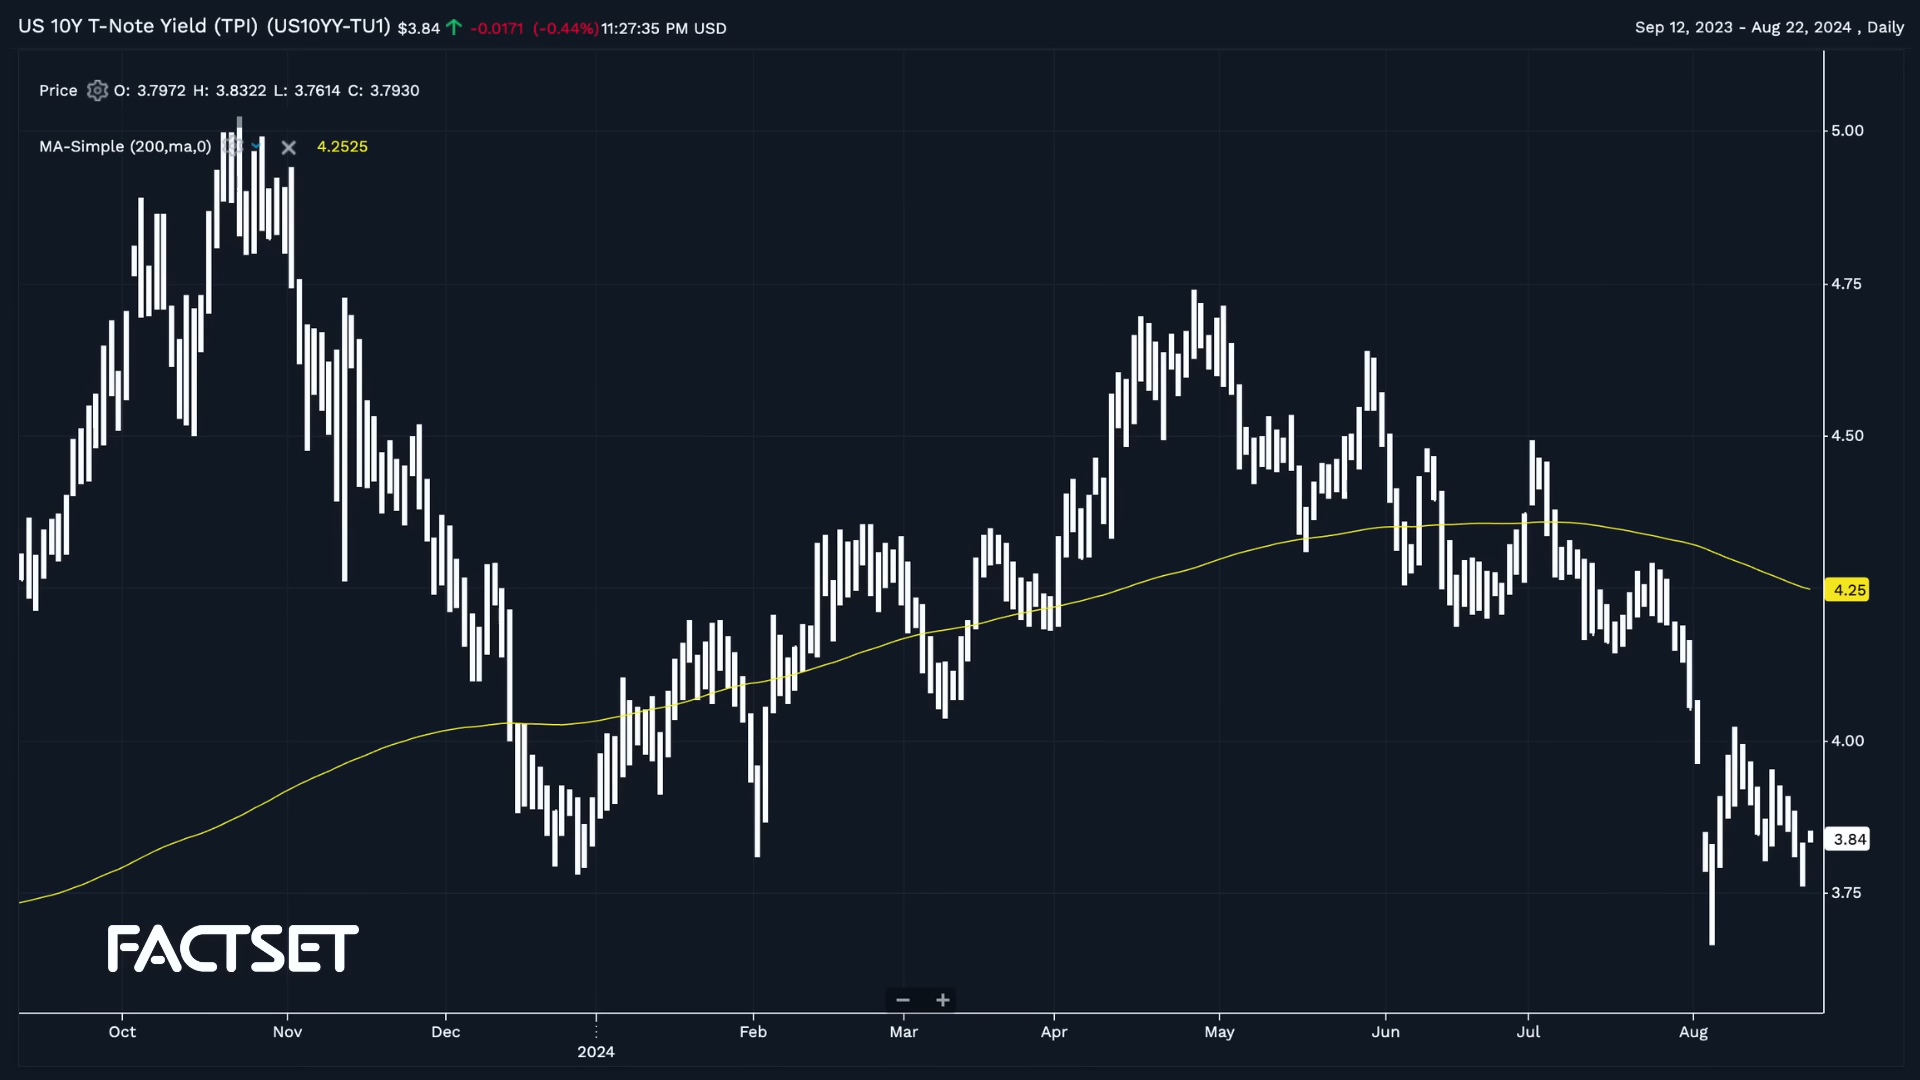 US 10Y T-Note Yield (TPI) (US10YY-TU1) $3.84 -0.0171 (-0.44%) 11:27:35 PM USD
Sep 12, 2023 - Aug 22, 2024 , Daily
Price O: 3.7972 H: 3.8322 L: 3.7614 C: 3.7930
MA-Simple (200,ma,0) 4.2525
5.00
4.75
4.50
4.25
4.00
3.84
3.75
FACTSET
Oct Nov Dec Feb Mar Apr May Jun Jul Aug
2024